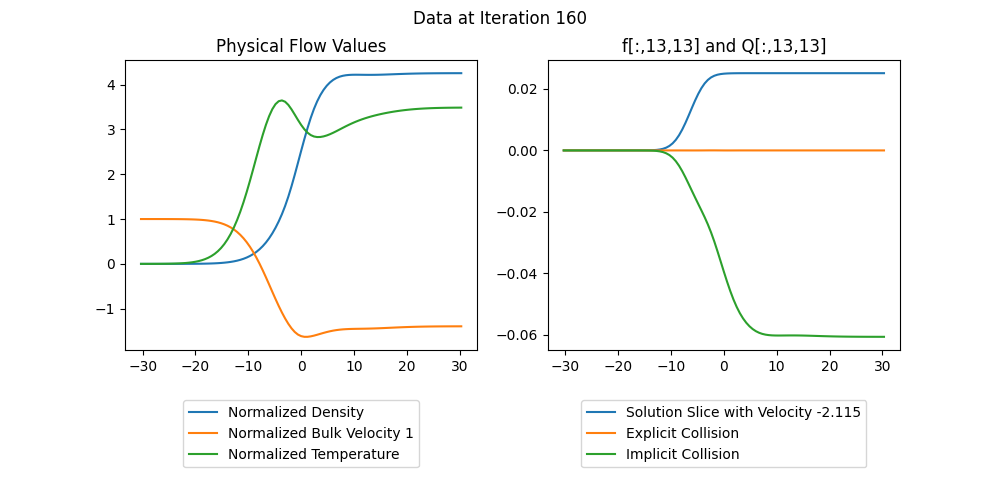 Data at Iteration 160
Physical Flow Values
4
3
2
1
0
−1
−30
−20
−10
0
10
20
30
Normalized Density
Normalized Bulk Velocity 1
Normalized Temperature
f[:,13,13] and Q[:,13,13]
0.02
0.00
−0.02
−0.04
−0.06
−30
−20
−10
0
10
20
30
Solution Slice with Velocity -2.115
Explicit Collision
Implicit Collision